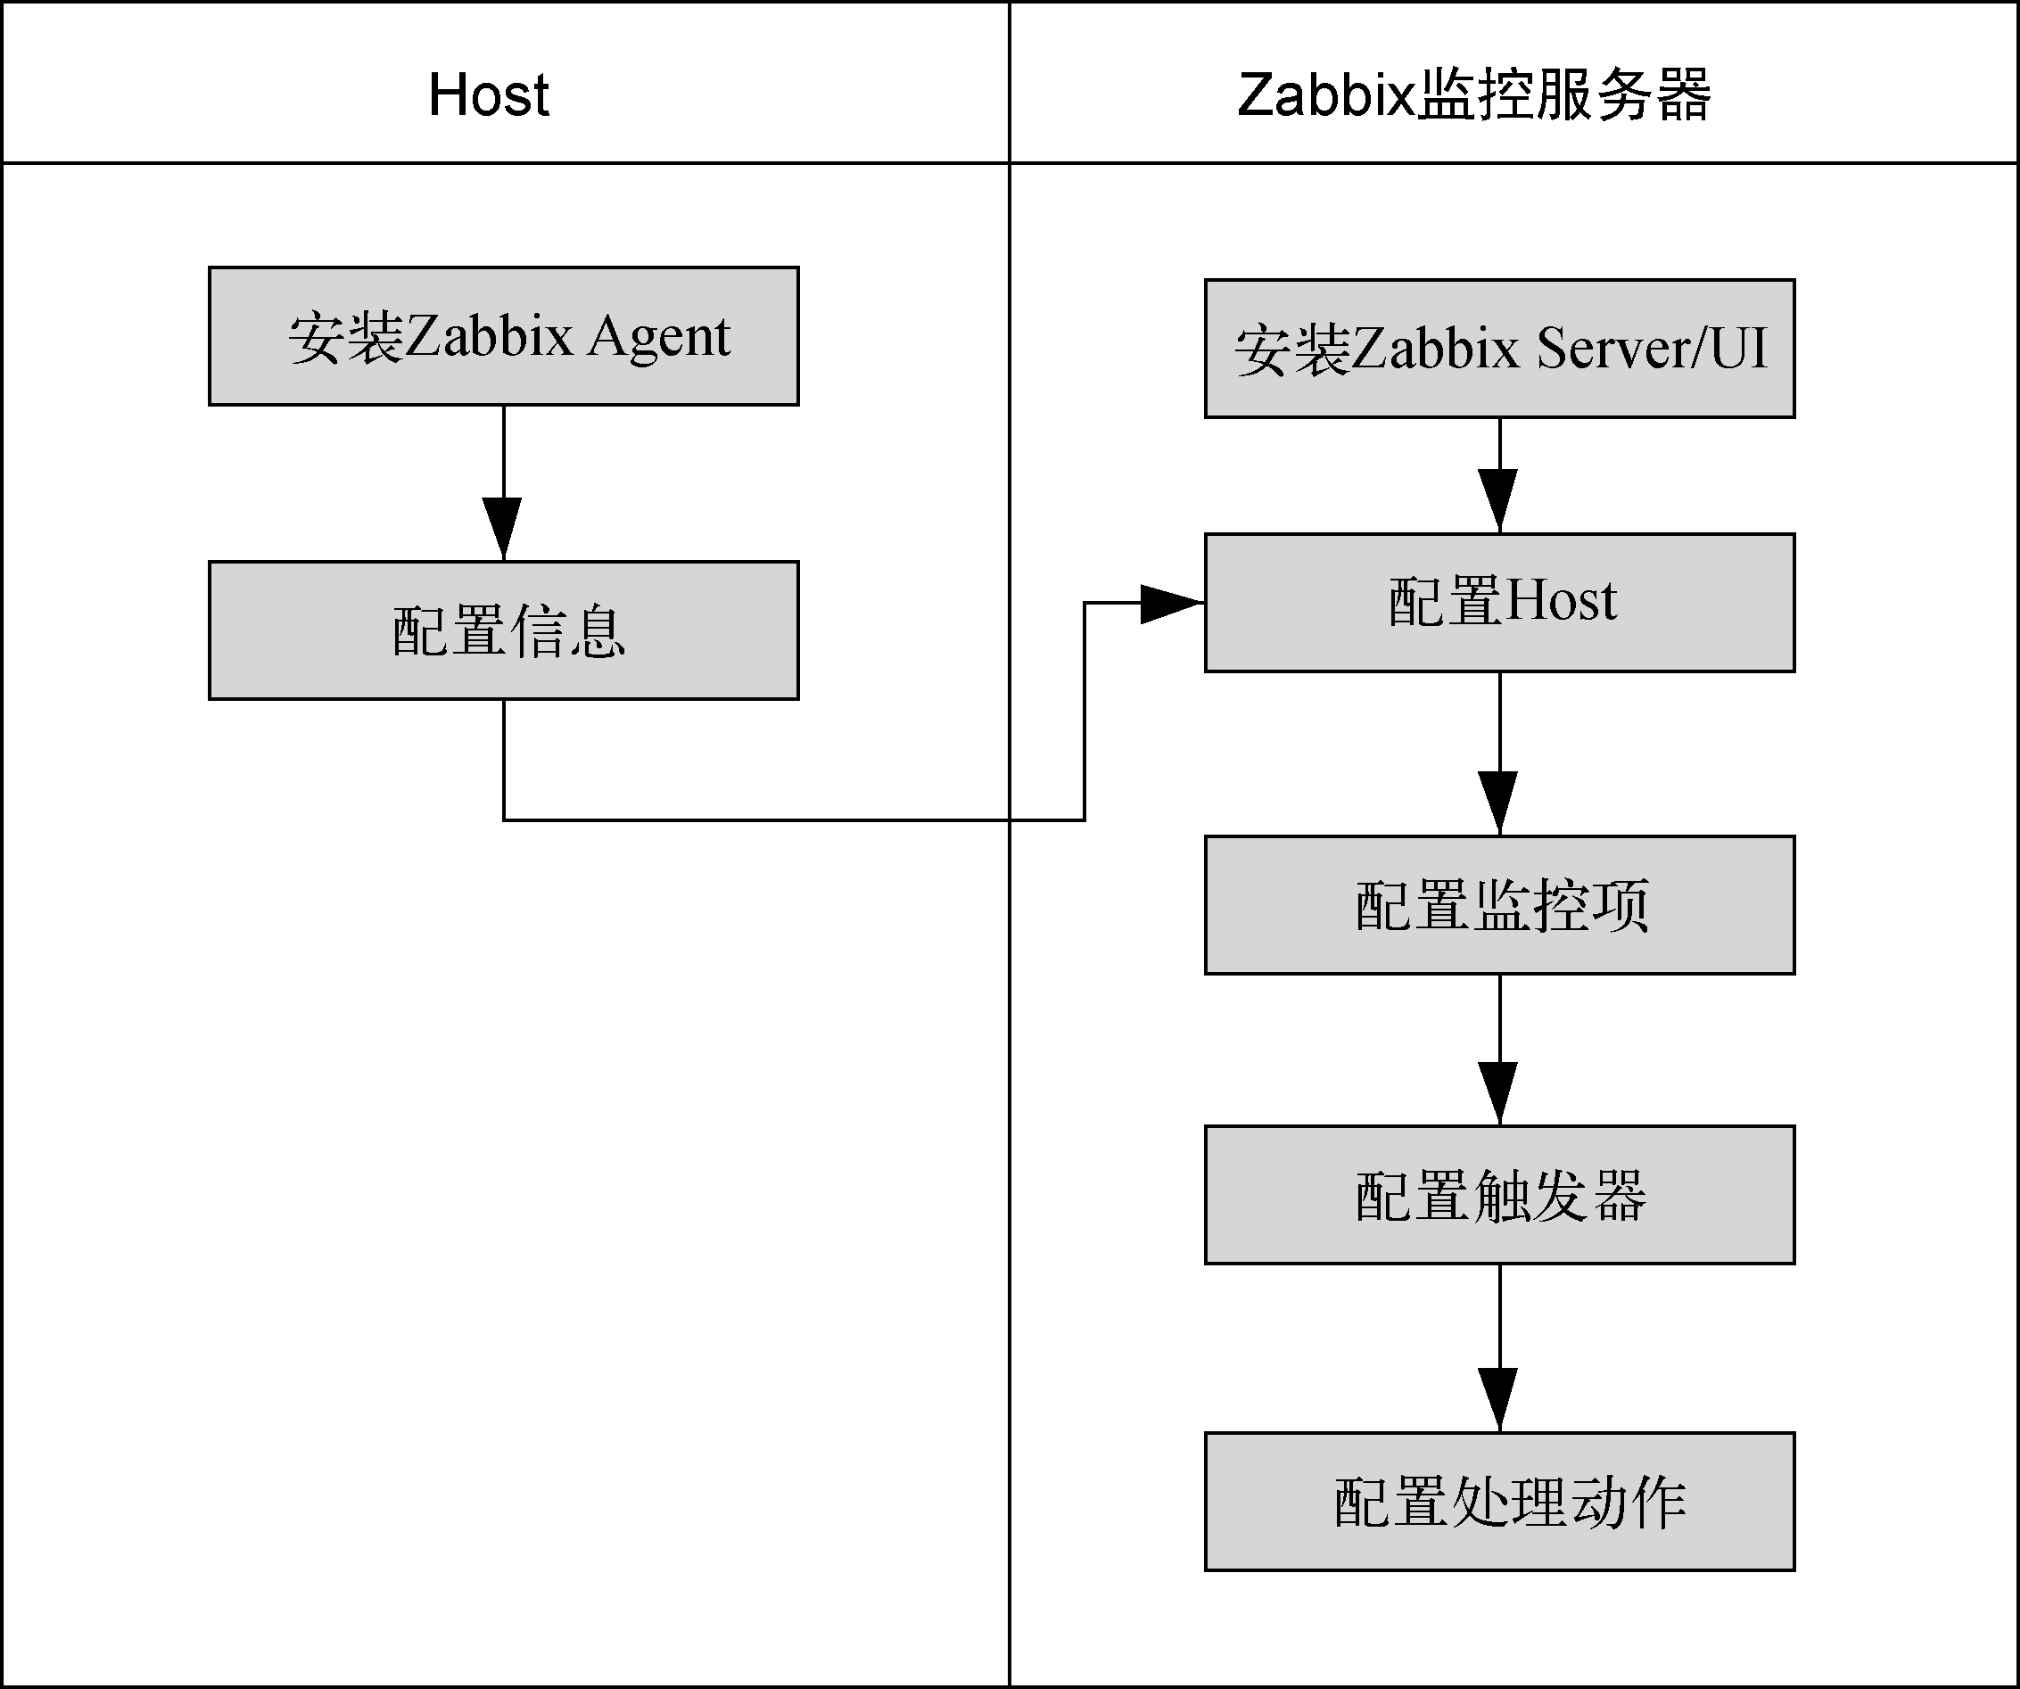 Host
Zabbix监控服务器
安装Zabbix Agent
配置信息
安装Zabbix Server/UI
配置Host
配置监控项
配置触发器
配置处理动作